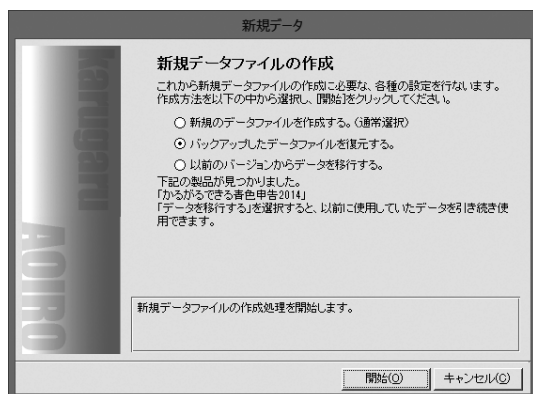 新規データ
karugaru
AOIRO
新規データファイルの作成
これから新規データファイルの作成に必要な、各種の設定を行ないます。
作成方法を以下の中から選択し、[開始]をクリックしてください。
新規のデータファイルを作成する。(通常選択)
バックアップしたデータファイルを復元する。
以前のバージョンからデータを移行する。
下記の製品が見つかりました。
「かるがるできる青色申告2014」
「データを移行する」を選択すると、以前に使用していたデータを引き続き使
用できます。
新規データファイルの作成処理を開始します。
開始(O)
キャンセル(C)